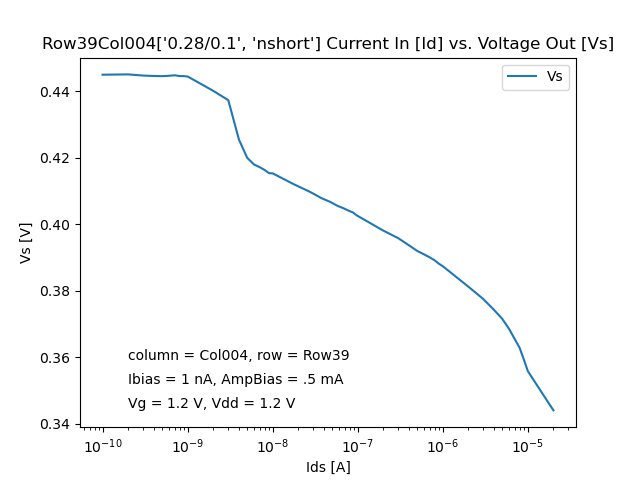 Row39Col004['0.28/0.1', 'nshort'] Current In [Id] vs. Voltage Out [Vs]
Vs
0.44
0.42
0.40
0.38
0.36
0.34
Vs [V]
column = Col004, row = Row39
Ibias = 1 nA, AmpBias = .5 mA
Vg = 1.2 V, Vdd = 1.2 V
10⁻¹⁰ 10⁻⁹ 10⁻⁸ 10⁻⁷ 10⁻⁶ 10⁻⁵
Ids [A]